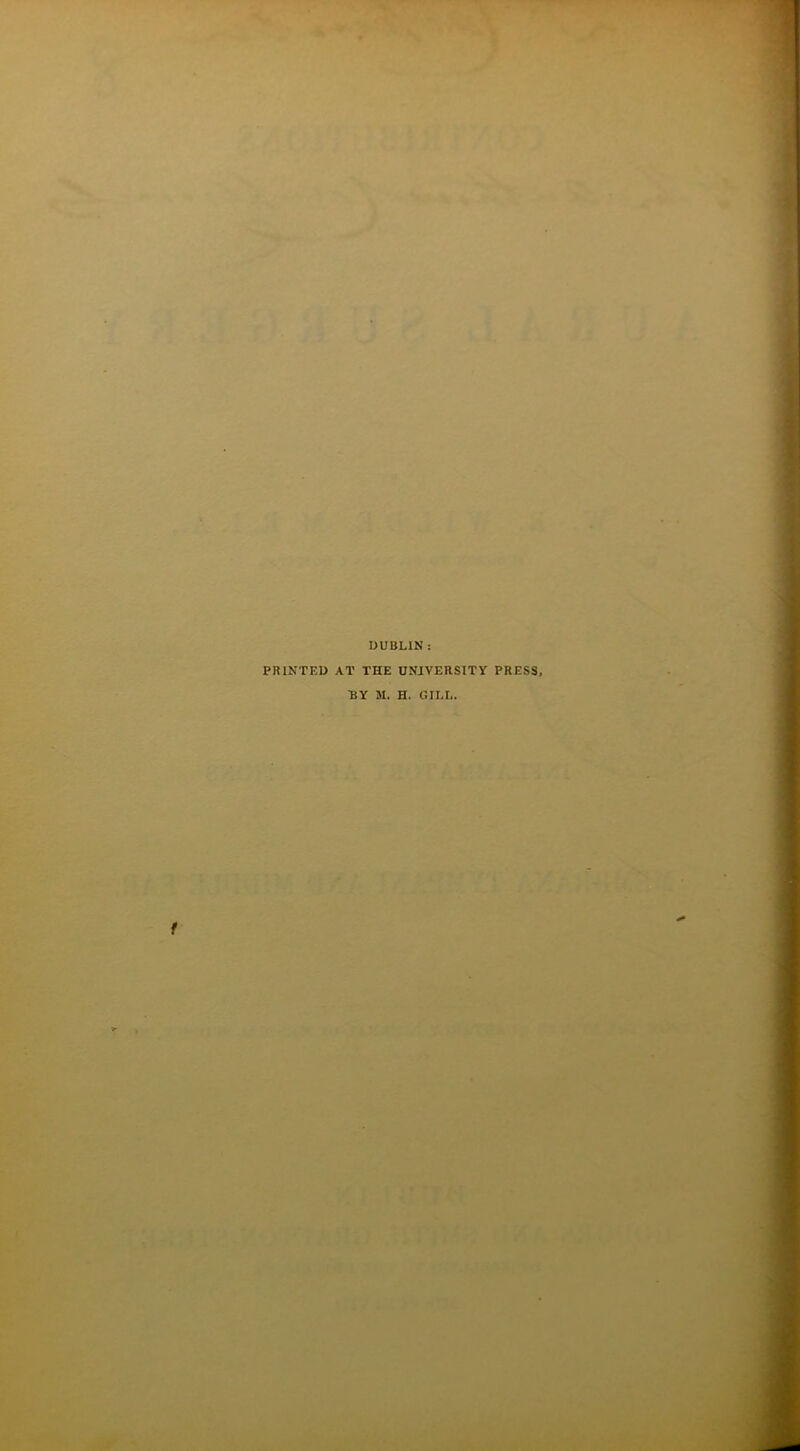 DUBLIN:
PRINTED AT THE UNIVERSITY PRESS,
BY M. H. GILL.